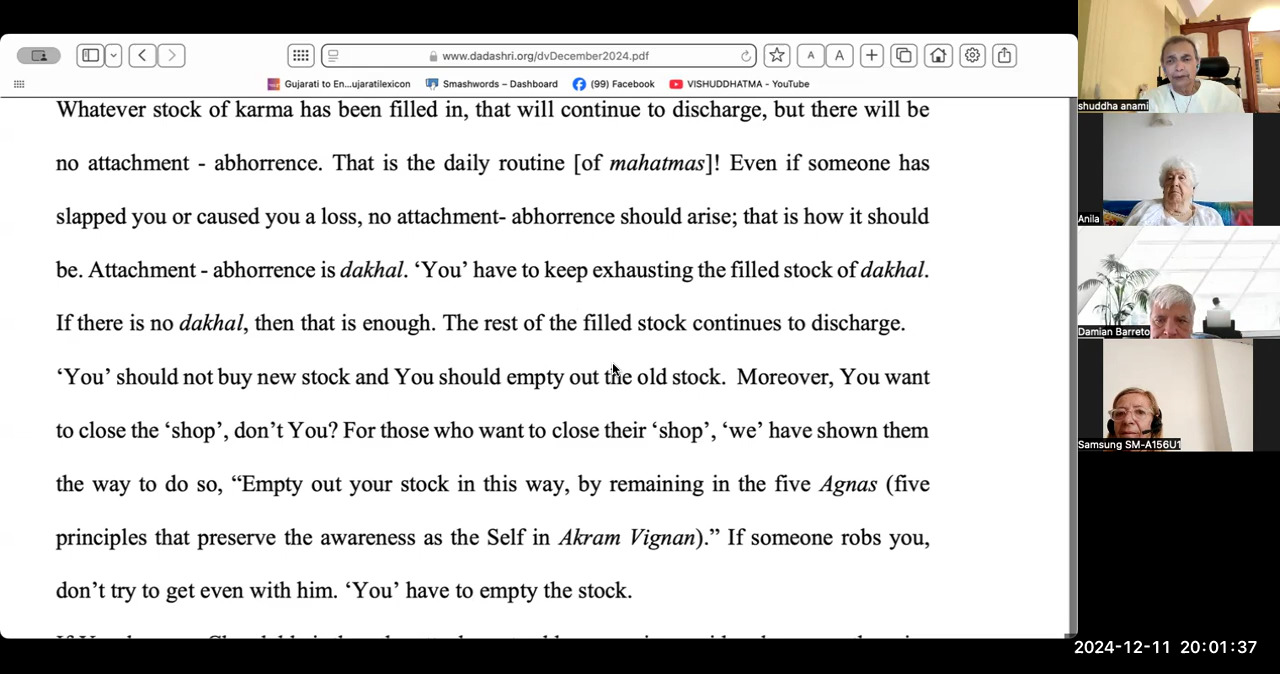 www.dadashri.org/dvDecember2024.pdf
A A
Gujarati to En...ujaratilexicon Smashwords – Dashboard (99) Facebook VISHUDDHATMA - YouTube
Whatever stock of karma has been filled in, that will continue to discharge, but there will be
no attachment - abhorrence. That is the daily routine [of mahatmas]! Even if someone has
slapped you or caused you a loss, no attachment- abhorrence should arise; that is how it should
be. Attachment - abhorrence is dakhal. ‘You’ have to keep exhausting the filled stock of dakhal.
If there is no dakhal, then that is enough. The rest of the filled stock continues to discharge.
‘You’ should not buy new stock and You should empty out the old stock. Moreover, You want
to close the ‘shop’, don’t You? For those who want to close their ‘shop’, ‘we’ have shown them
the way to do so, “Empty out your stock in this way, by remaining in the five Agnas (five
principles that preserve the awareness as the Self in Akram Vignan).” If someone robs you,
don’t try to get even with him. ‘You’ have to empty the stock.
shuddha anami
Anila
Damian Barreto
Samsung SM-A156U1
2024-12-11 20:01:37